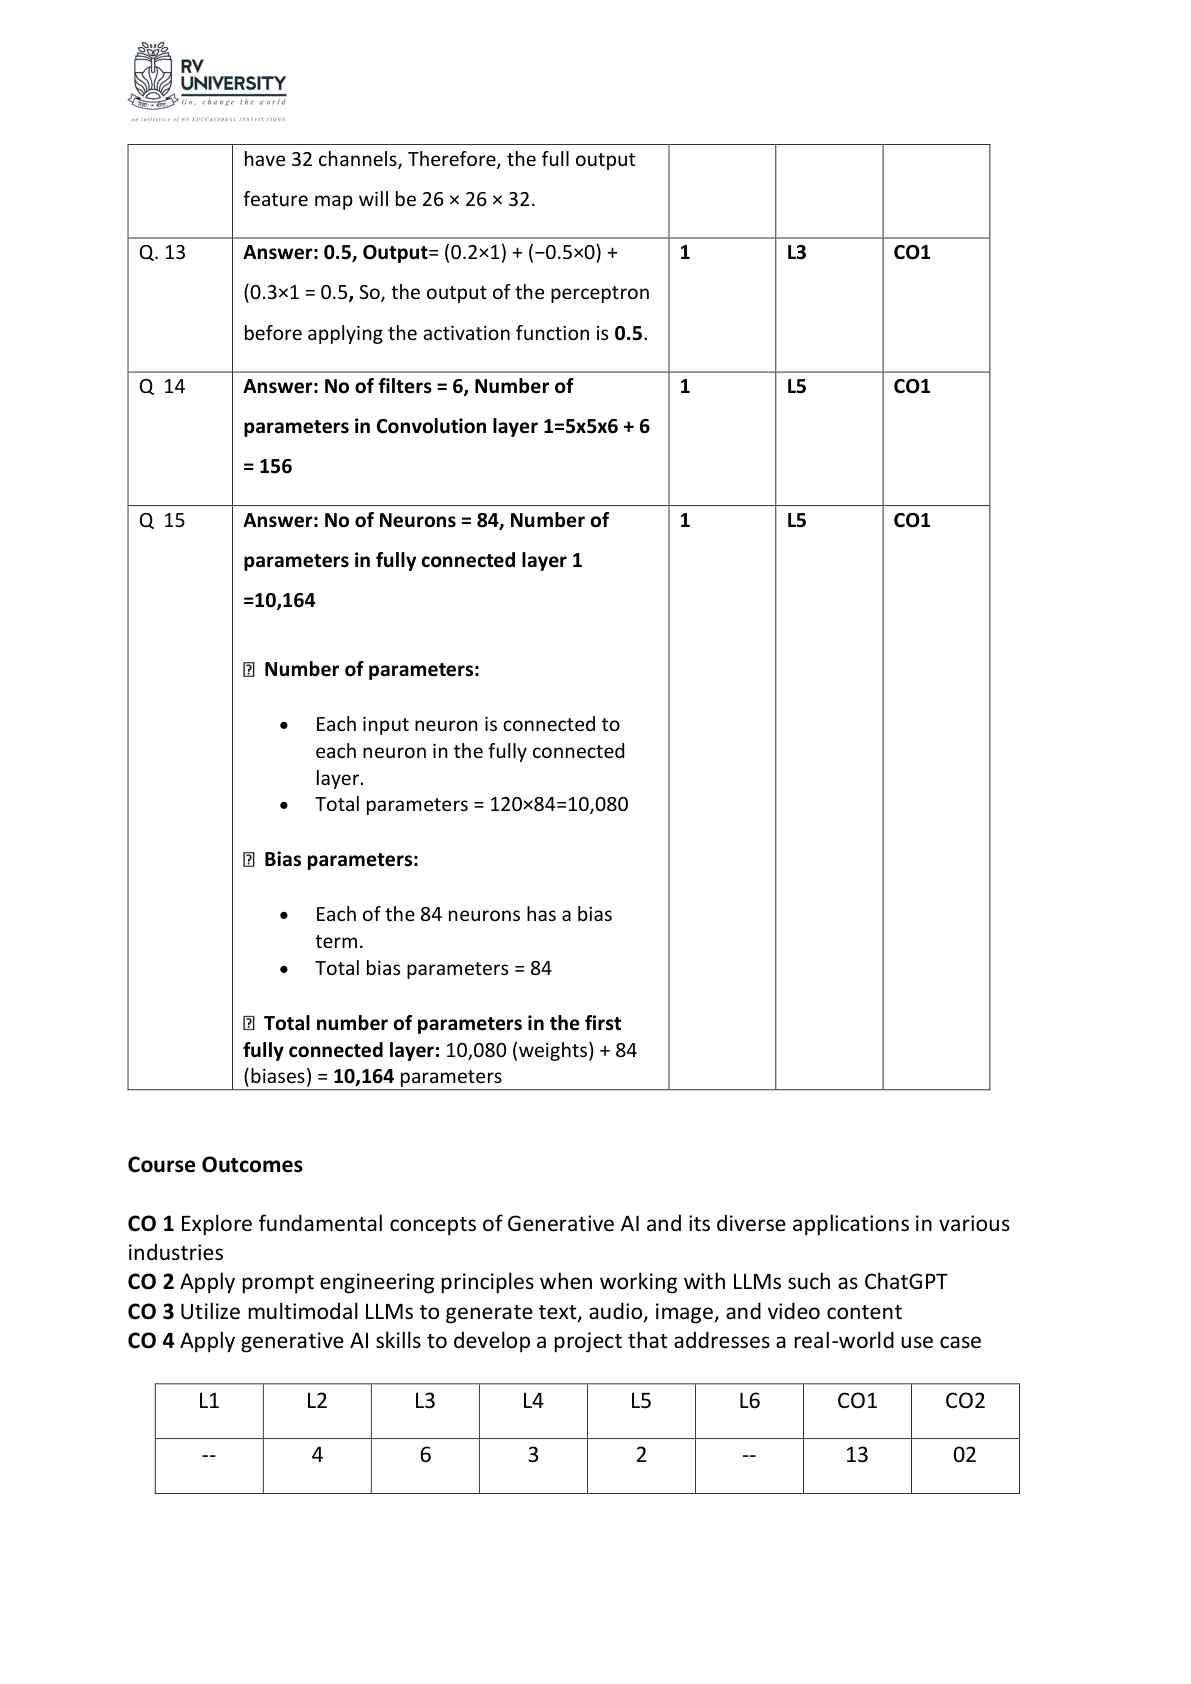 RV
UNIVERSITY
Go, change the world
an initiative of RV EDUCATIONAL INSTITUTIONS
have 32 channels, Therefore, the full output
feature map will be 26 × 26 × 32.
Q. 13 Answer: 0.5, Output= (0.2×1) + (−0.5×0) + 1 L3 CO1
(0.3×1 = 0.5, So, the output of the perceptron
before applying the activation function is 0.5.
Q 14 Answer: No of filters = 6, Number of 1 L5 CO1
parameters in Convolution layer 1=5x5x6 + 6
= 156
Q 15 Answer: No of Neurons = 84, Number of 1 L5 CO1
parameters in fully connected layer 1
=10,164
Number of parameters:
• Each input neuron is connected to
each neuron in the fully connected
layer.
• Total parameters = 120×84=10,080
Bias parameters:
• Each of the 84 neurons has a bias
term.
• Total bias parameters = 84
Total number of parameters in the first
fully connected layer: 10,080 (weights) + 84
(biases) = 10,164 parameters
Course Outcomes
CO 1 Explore fundamental concepts of Generative AI and its diverse applications in various
industries
CO 2 Apply prompt engineering principles when working with LLMs such as ChatGPT
CO 3 Utilize multimodal LLMs to generate text, audio, image, and video content
CO 4 Apply generative AI skills to develop a project that addresses a real-world use case
L1 L2 L3 L4 L5 L6 CO1 CO2
-- 4 6 3 2 -- 13 02